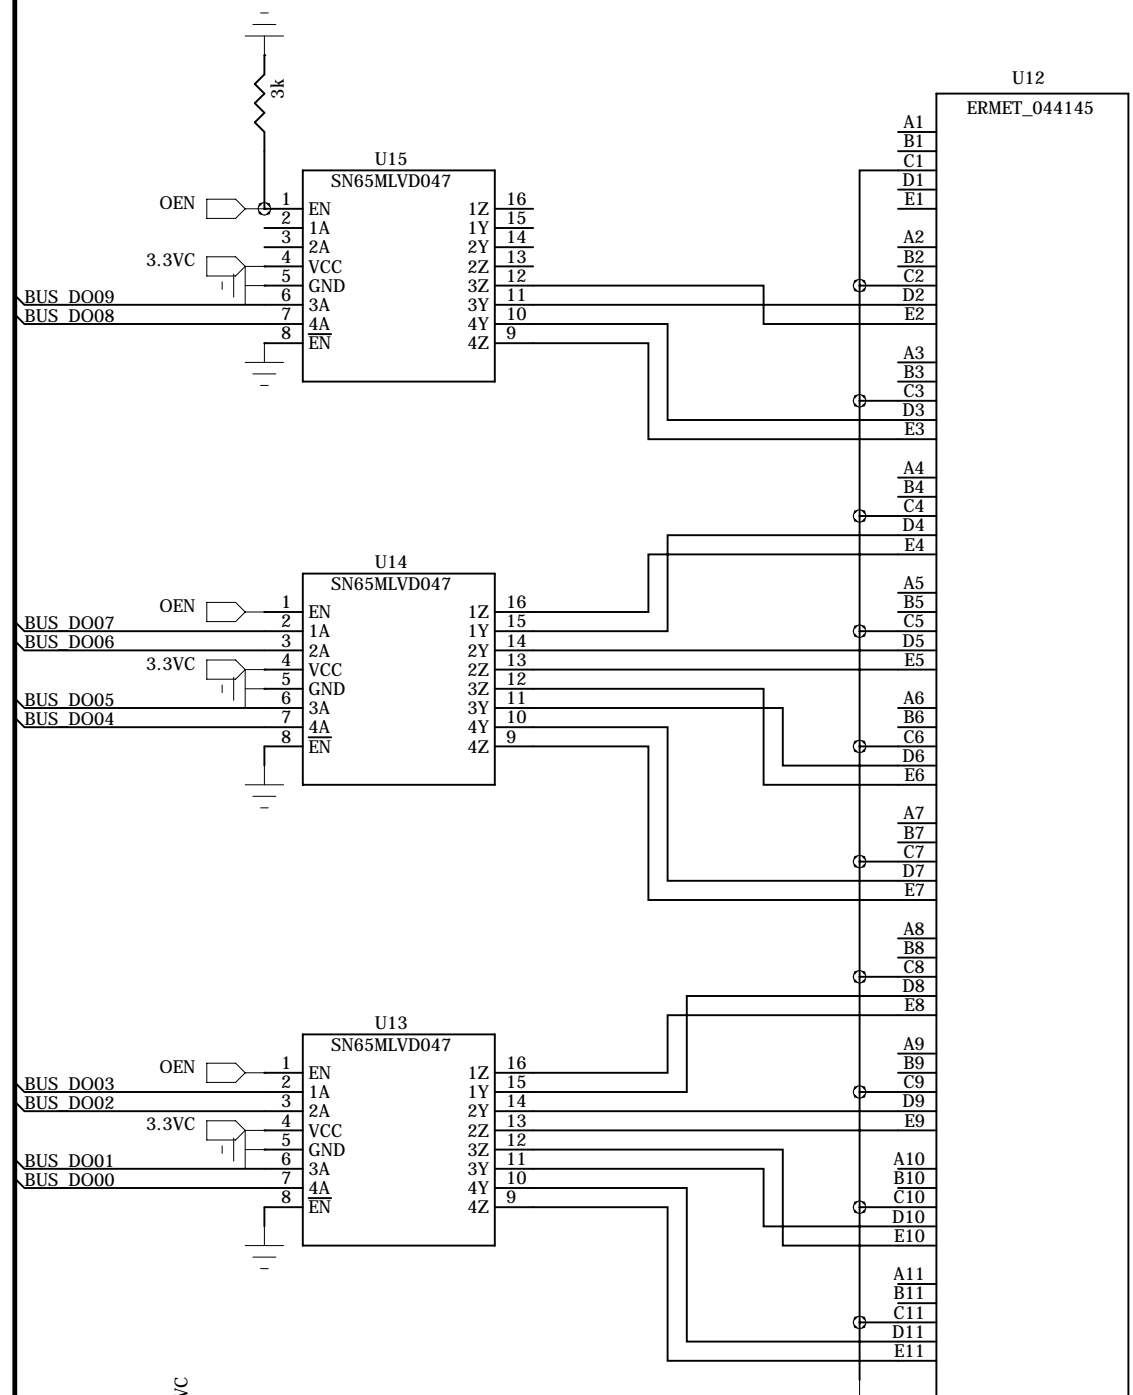 3k
U12
ERMET_044145
U15
SN65MLVD047
OEN
3.3VC
BUS_DO09
BUS_DO08
1 EN 1Z 16
2 1A 1Y 15
3 2A 2Y 14
4 VCC 2Z 13
5 GND 3Z 12
6 3A 3Y 11
7 4A 4Y 10
8 EN 4Z 9
U14
SN65MLVD047
OEN
BUS_DO07
BUS_DO06
3.3VC
BUS_DO05
BUS_DO04
1 EN 1Z 16
2 1A 1Y 15
3 2A 2Y 14
4 VCC 2Z 13
5 GND 3Z 12
6 3A 3Y 11
7 4A 4Y 10
8 EN 4Z 9
U13
SN65MLVD047
OEN
BUS_DO03
BUS_DO02
3.3VC
BUS_DO01
BUS_DO00
1 EN 1Z 16
2 1A 1Y 15
3 2A 2Y 14
4 VCC 2Z 13
5 GND 3Z 12
6 3A 3Y 11
7 4A 4Y 10
8 EN 4Z 9
A1
B1
C1
D1
E1
A2
B2
C2
D2
E2
A3
B3
C3
D3
E3
A4
B4
C4
D4
E4
A5
B5
C5
D5
E5
A6
B6
C6
D6
E6
A7
B7
C7
D7
E7
A8
B8
C8
D8
E8
A9
B9
C9
D9
E9
A10
B10
C10
D10
E10
A11
B11
C11
D11
E11